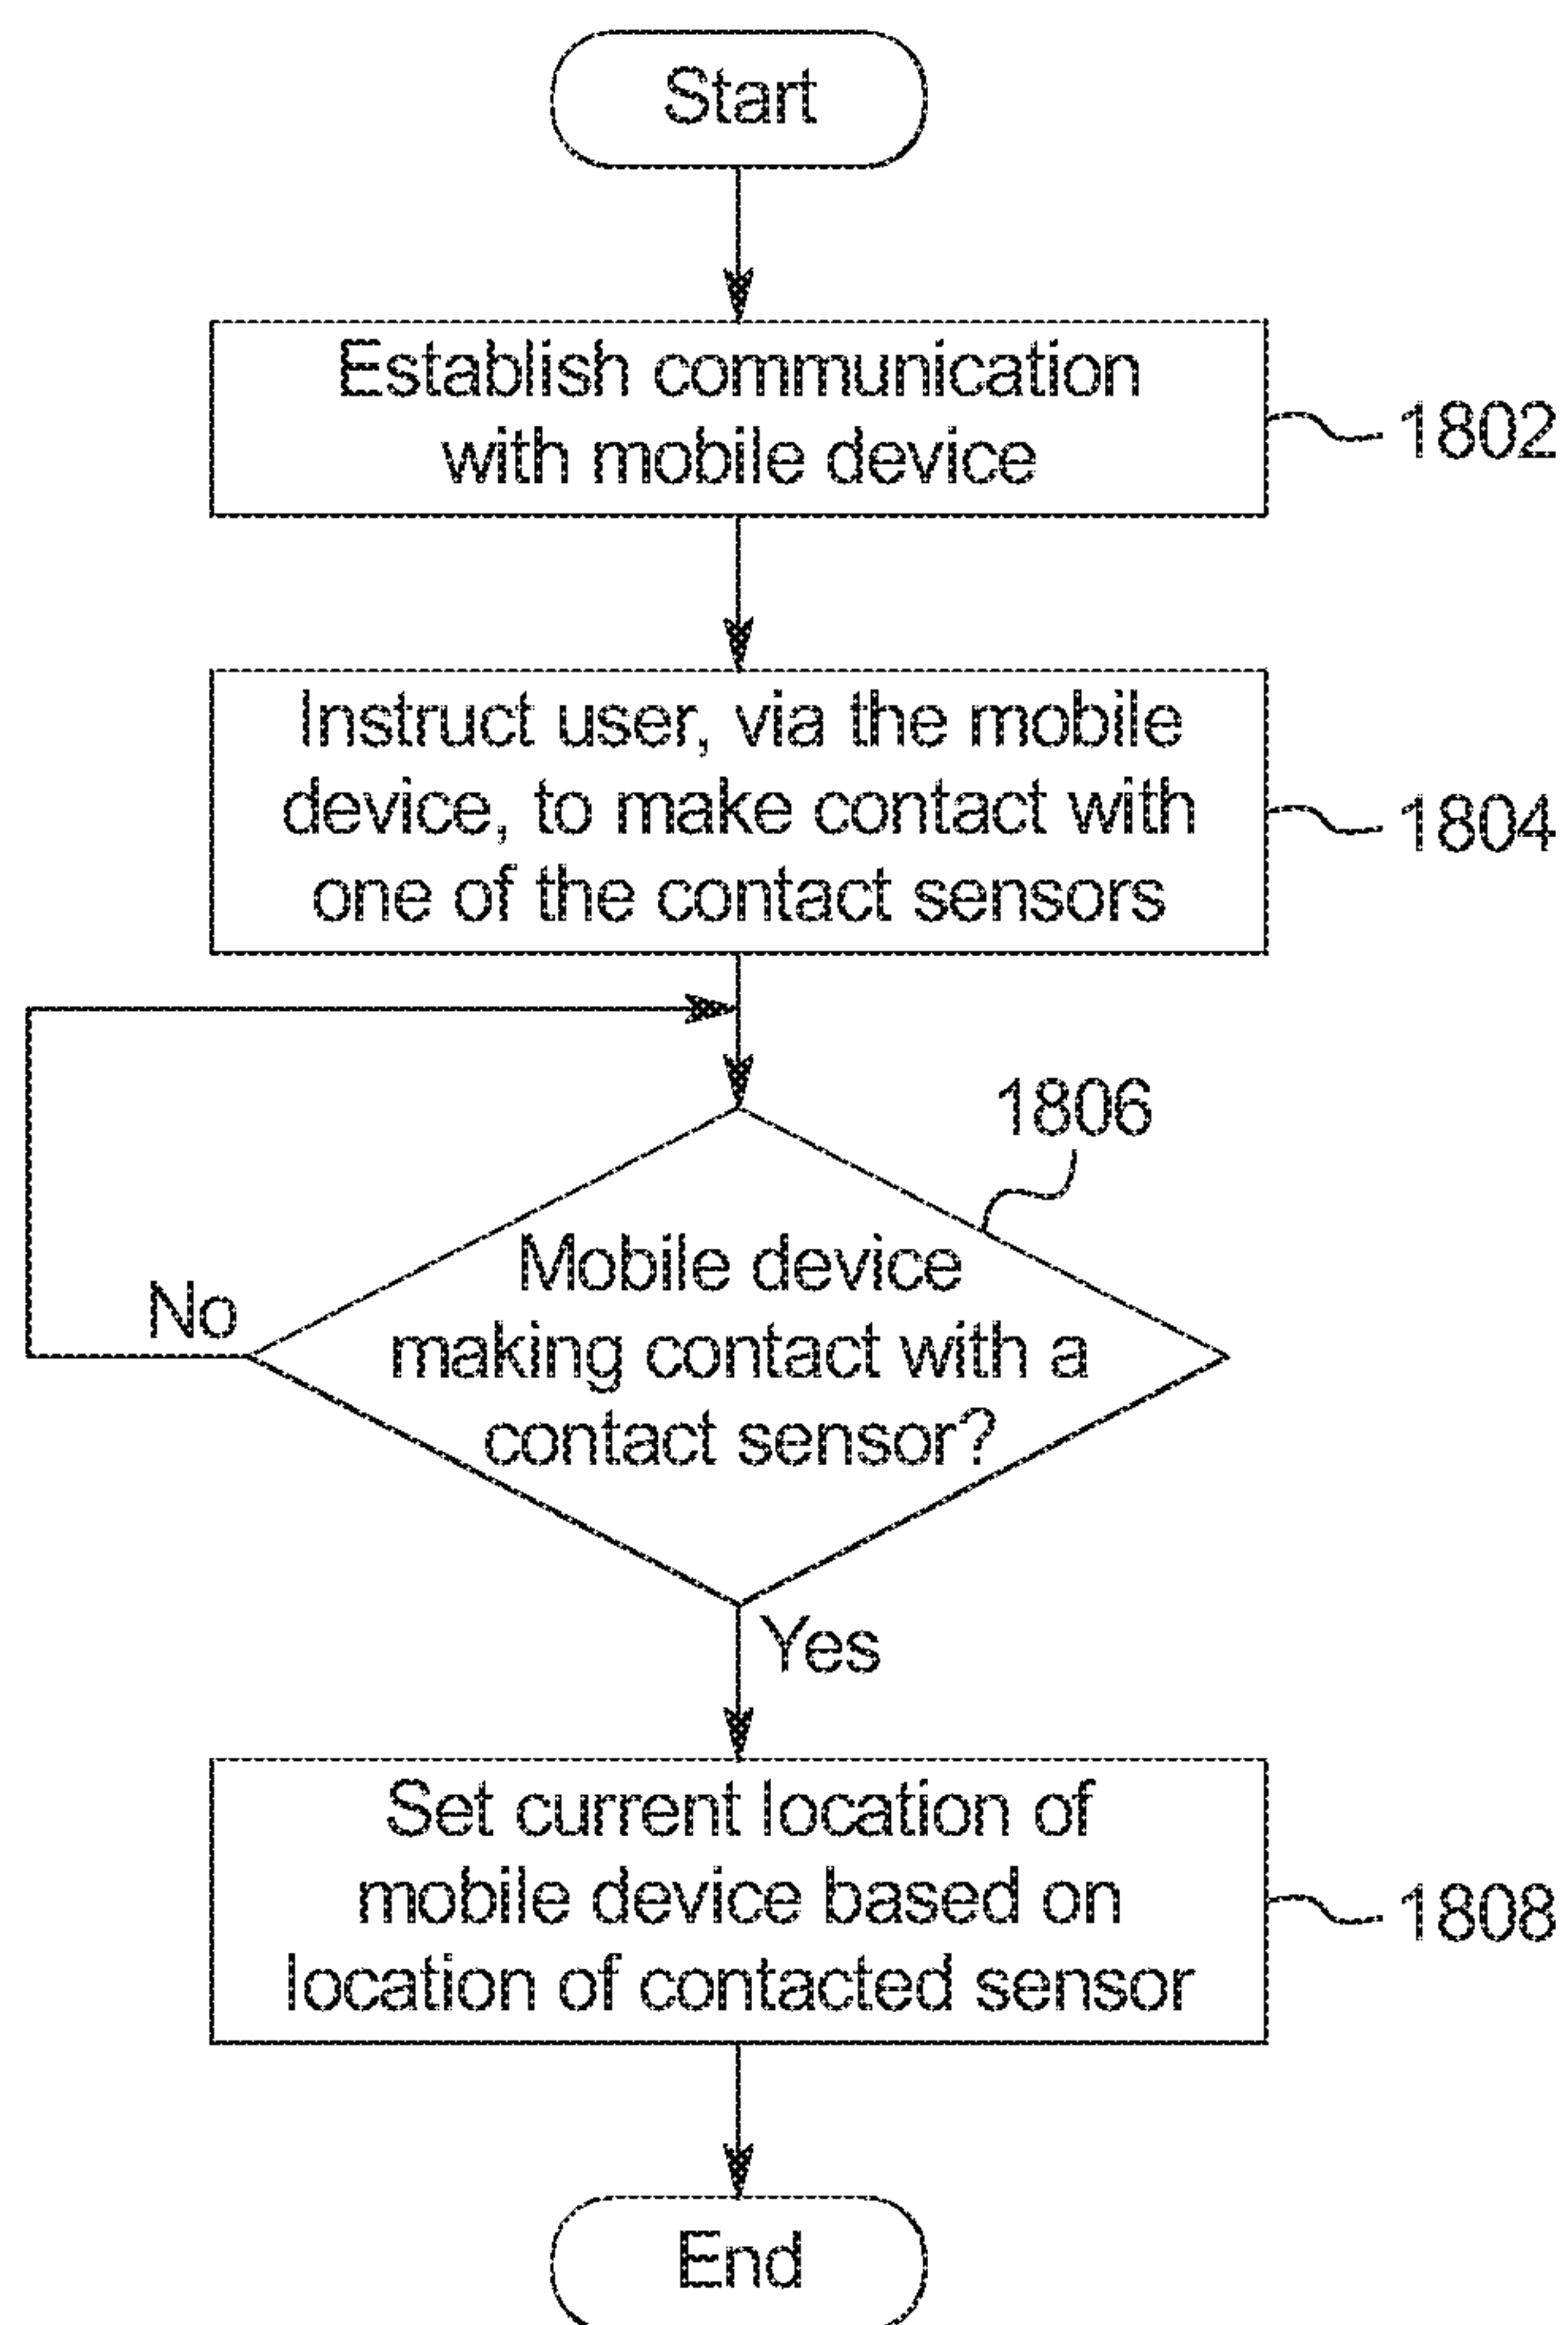 Start
Establish communication
with mobile device
1802
Instruct user, via the mobile
device, to make contact with
one of the contact sensors
1804
1806
Mobile device
making contact with a
contact sensor?
No
Yes
Set current location of
mobile device based on
location of contacted sensor
1808
End